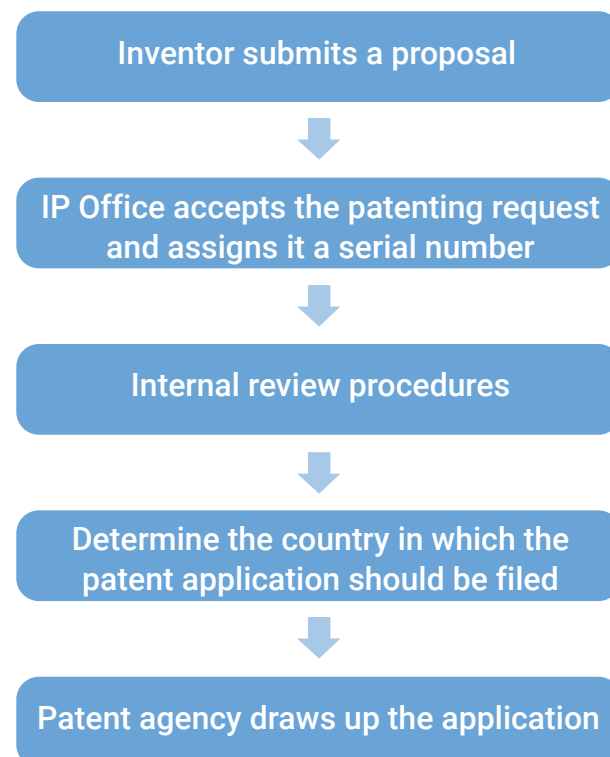 Inventor submits a proposal
IP Office accepts the patenting request
and assigns it a serial number
Internal review procedures
Determine the country in which the
patent application should be filed
Patent agency draws up the application